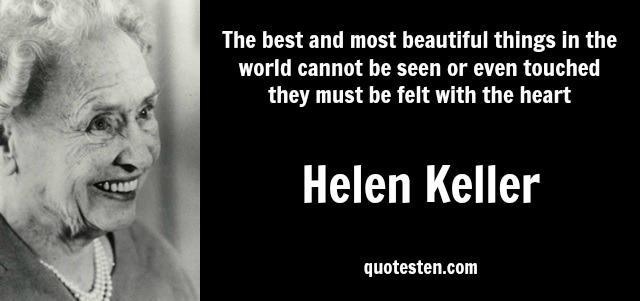 The best and most beautiful things in the
world cannot be seen or even touched
they must be felt with the heart
Helen Keller
quotesten.com